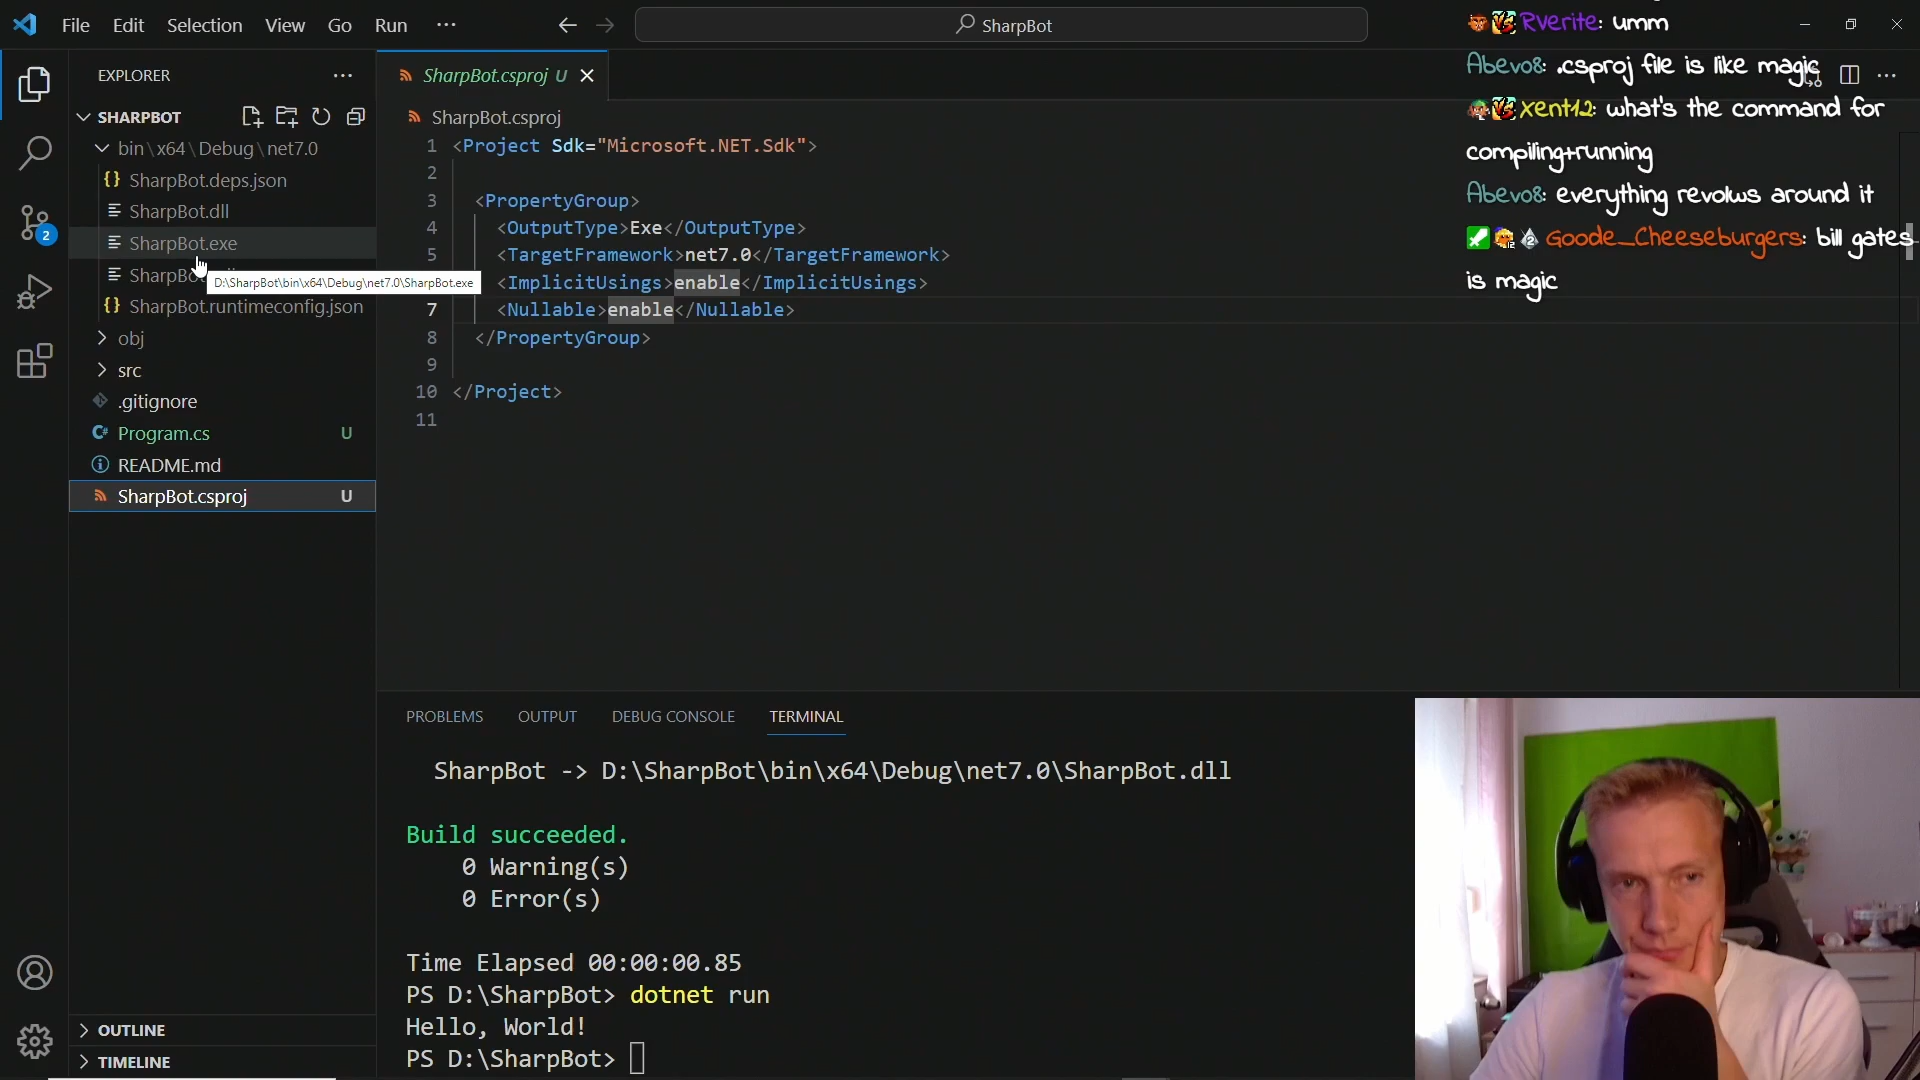 File Edit Selection View Go Run ···
SharpBot
Rverite: umm
Abevo8: .csproj file is like magic
Xent12: what's the command for
compiling+running
Abevo8: everything revolws around it
Goode_Cheeseburgers: bill gates
is magic
EXPLORER
SHARPBOT
bin\x64\Debug\net7.0
SharpBot.deps.json
SharpBot.dll
SharpBot.exe
D:\SharpBot\bin\x64\Debug\net7.0\SharpBot.exe
SharpBot.runtimeconfig.json
obj
src
.gitignore
Program.cs U
README.md
SharpBot.csproj U
2
OUTLINE
TIMELINE
SharpBot.csproj U
SharpBot.csproj
1 <Project Sdk="Microsoft.NET.Sdk">
2
3 <PropertyGroup>
4 <OutputType>Exe</OutputType>
5 <TargetFramework>net7.0</TargetFramework>
6 <ImplicitUsings>enable</ImplicitUsings>
7 <Nullable>enable</Nullable>
8 </PropertyGroup>
9
10 </Project>
11
PROBLEMS OUTPUT DEBUG CONSOLE TERMINAL
SharpBot -> D:\SharpBot\bin\x64\Debug\net7.0\SharpBot.dll
Build succeeded.
0 Warning(s)
0 Error(s)
Time Elapsed 00:00:00.85
PS D:\SharpBot> dotnet run
Hello, World!
PS D:\SharpBot>